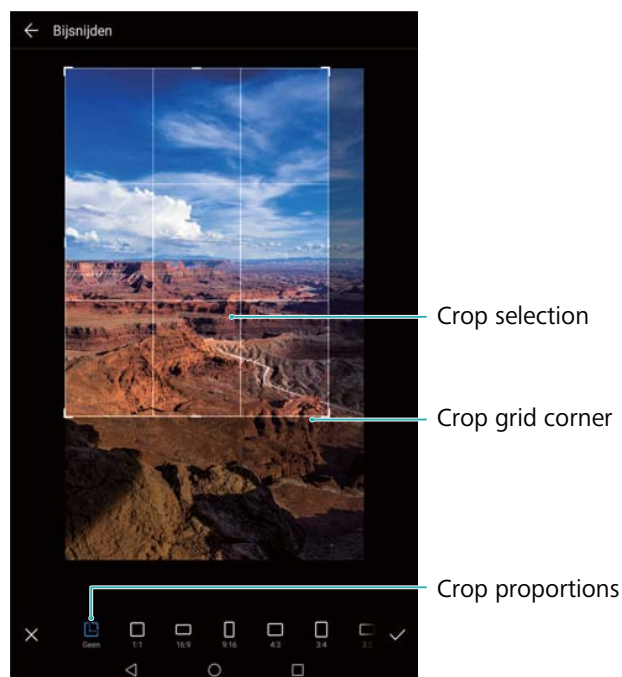 Bijsnijden
Crop selection
Crop grid corner
Crop proportions
Geen 1:1 16:9 9:16 4:3 3:4